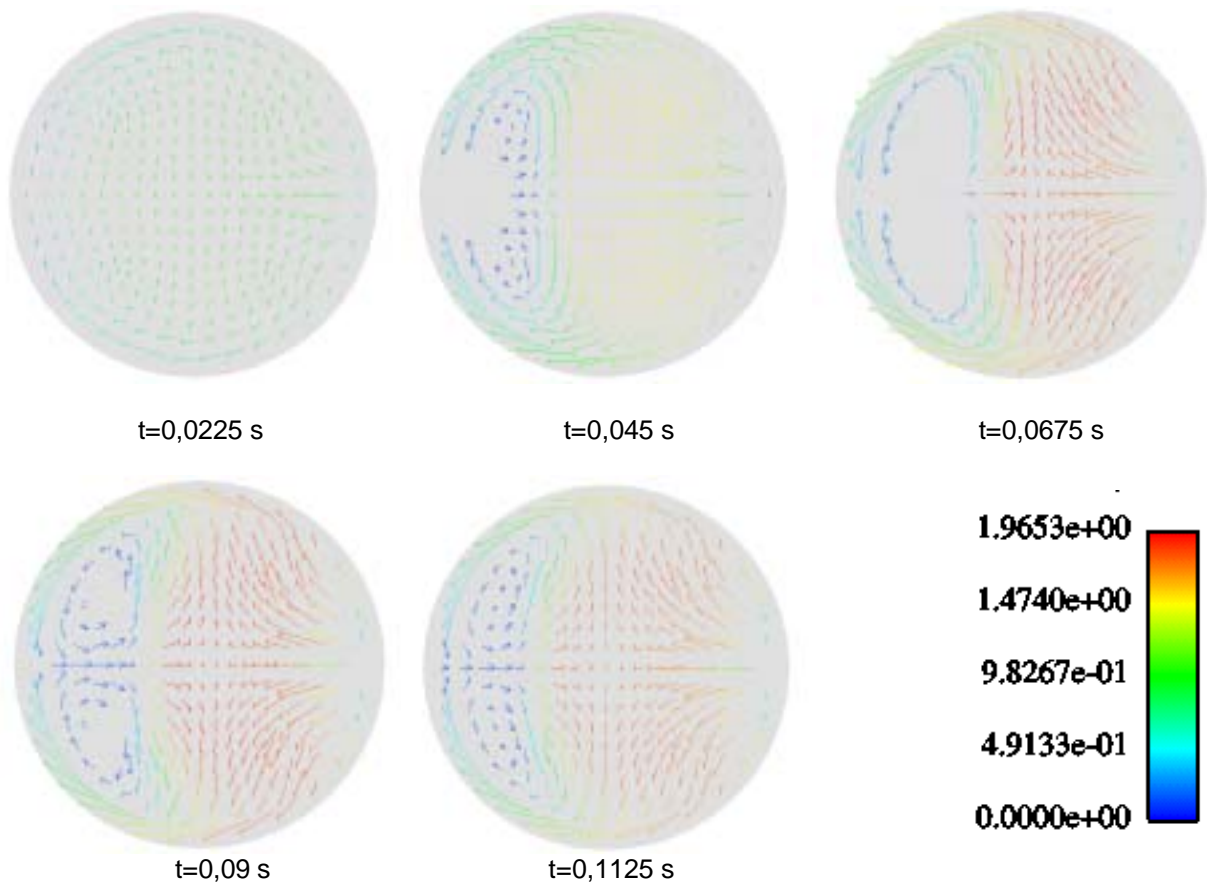 t=0,0225 s
t=0,045 s
t=0,0675 s
1.9653e+00
1.4740e+00
9.8267e-01
4.9133e-01
0.0000e+00
t=0,09 s
t=0,1125 s